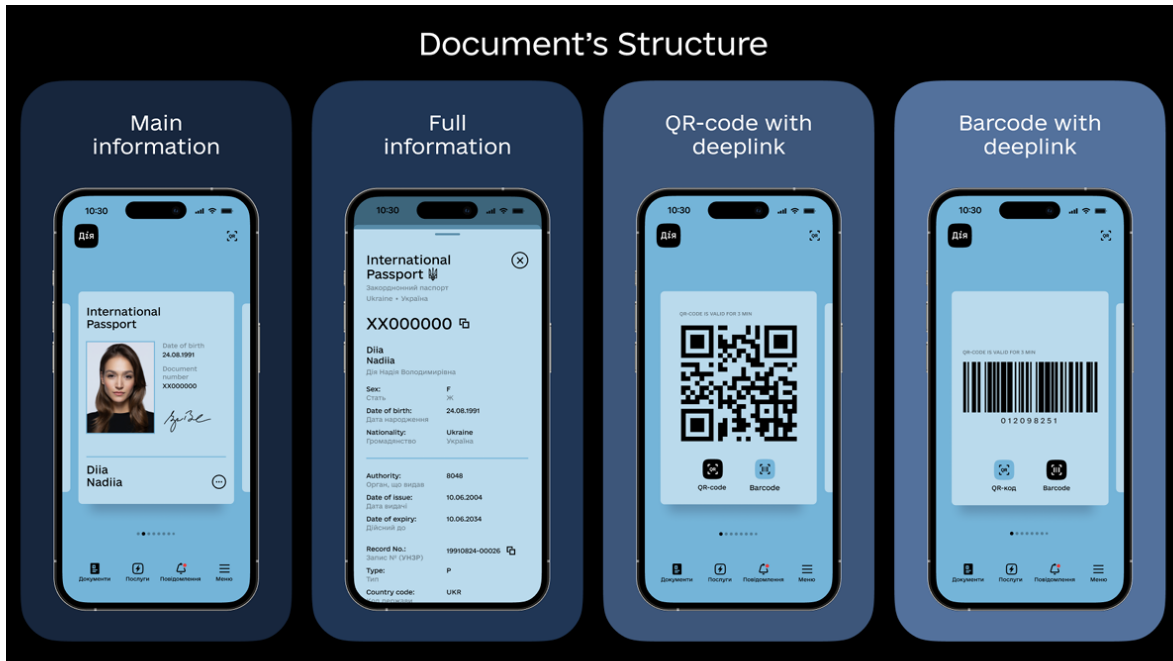 Document's Structure
Main
information
10:30
Дія
QR
International
Passport
Date of birth
24.08.1991
Document
number
XX000000
Diia
Nadiia
Документи Послуги Повідомлення Меню
Full
information
10:30
International
Passport
Закордонний паспорт
Ukraine • Україна
XX000000
Diia
Nadiia
Дія Надія Володимирівна
Sex: F
Стать Ж
Date of birth: 24.08.1991
Дата народження
Nationality: Ukraine
Громадянство Україна
Authority: 8048
Орган, що видав
Date of issue: 10.06.2004
Дата видачі
Date of expiry: 10.06.2034
Дійсний до
Record No.: 19910824-00026
Запис № (УНЗР)
Type: P
Тип
Country code: UKR
Код держави
QR-code with
deeplink
10:30
Дія
QR
QR-CODE IS VALID FOR 3 MIN
QR-code Barcode
Документи Послуги Повідомлення Меню
Barcode with
deeplink
10:30
Дія
QR
QR-CODE IS VALID FOR 3 MIN
012098251
QR-код Barcode
Документи Послуги Повідомлення Меню